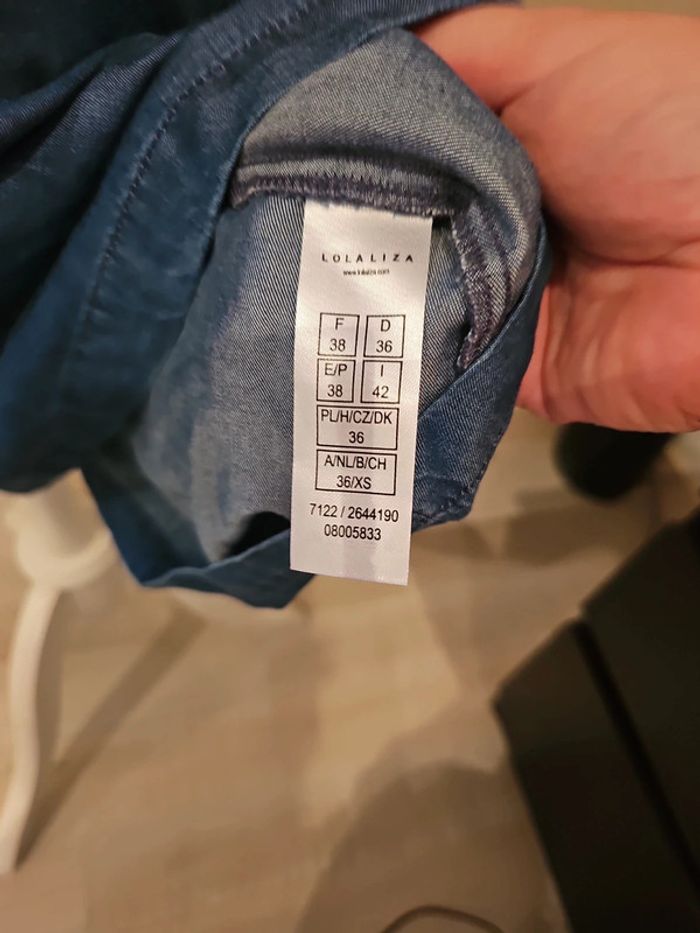 LOLALIZA
www.lolaliza.com
F D
38 36
E/P I
38 42
PL/H/CZ/DK
36
A/NL/B/CH
36/XS
7122 / 2644190
08005833